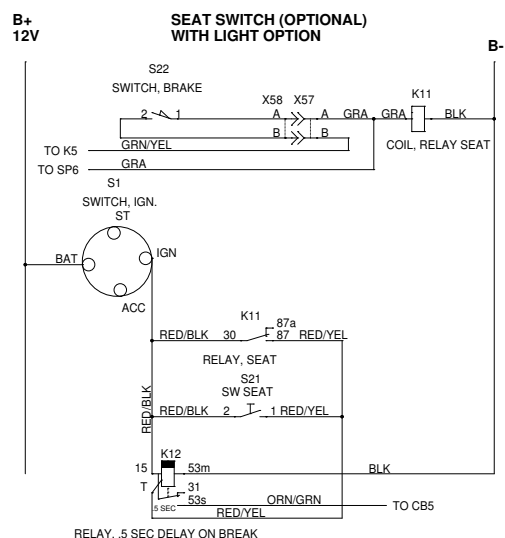 B+
12V
SEAT SWITCH (OPTIONAL)
WITH LIGHT OPTION
B-
S22
SWITCH, BRAKE
X58 X57
K11
2 1 A A GRA GRA BLK
B B
COIL, RELAY SEAT
TO K5 GRN/YEL
TO SP6 GRA
S1
SWITCH, IGN.
ST
BAT IGN
ACC
K11
87a
RED/BLK 30 87 RED/YEL
RELAY, SEAT
S21
SW SEAT
RED/BLK
RED/BLK 2 T 1 RED/YEL
K12
15 53m BLK
T 31
.5 SEC 53s ORN/GRN TO CB5
RED/YEL
RELAY, .5 SEC DELAY ON BREAK